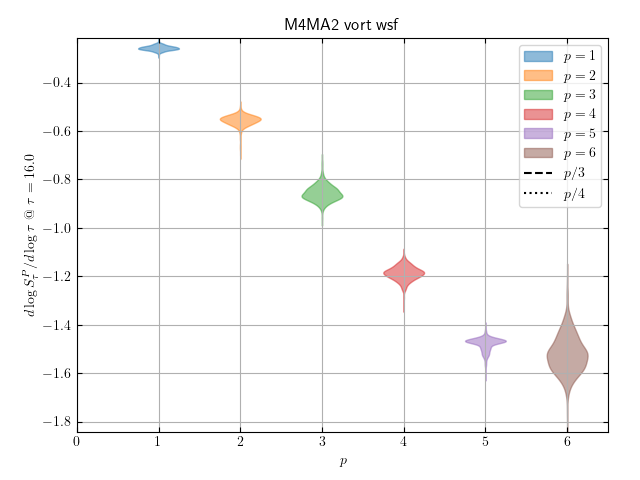 M4MA2 vort wsf
d log S_τ^P / d log τ @ τ = 16.0
−0.4
−0.6
−0.8
−1.0
−1.2
−1.4
−1.6
−1.8
0 1 2 3 4 5 6
p
p = 1
p = 2
p = 3
p = 4
p = 5
p = 6
p/3
p/4